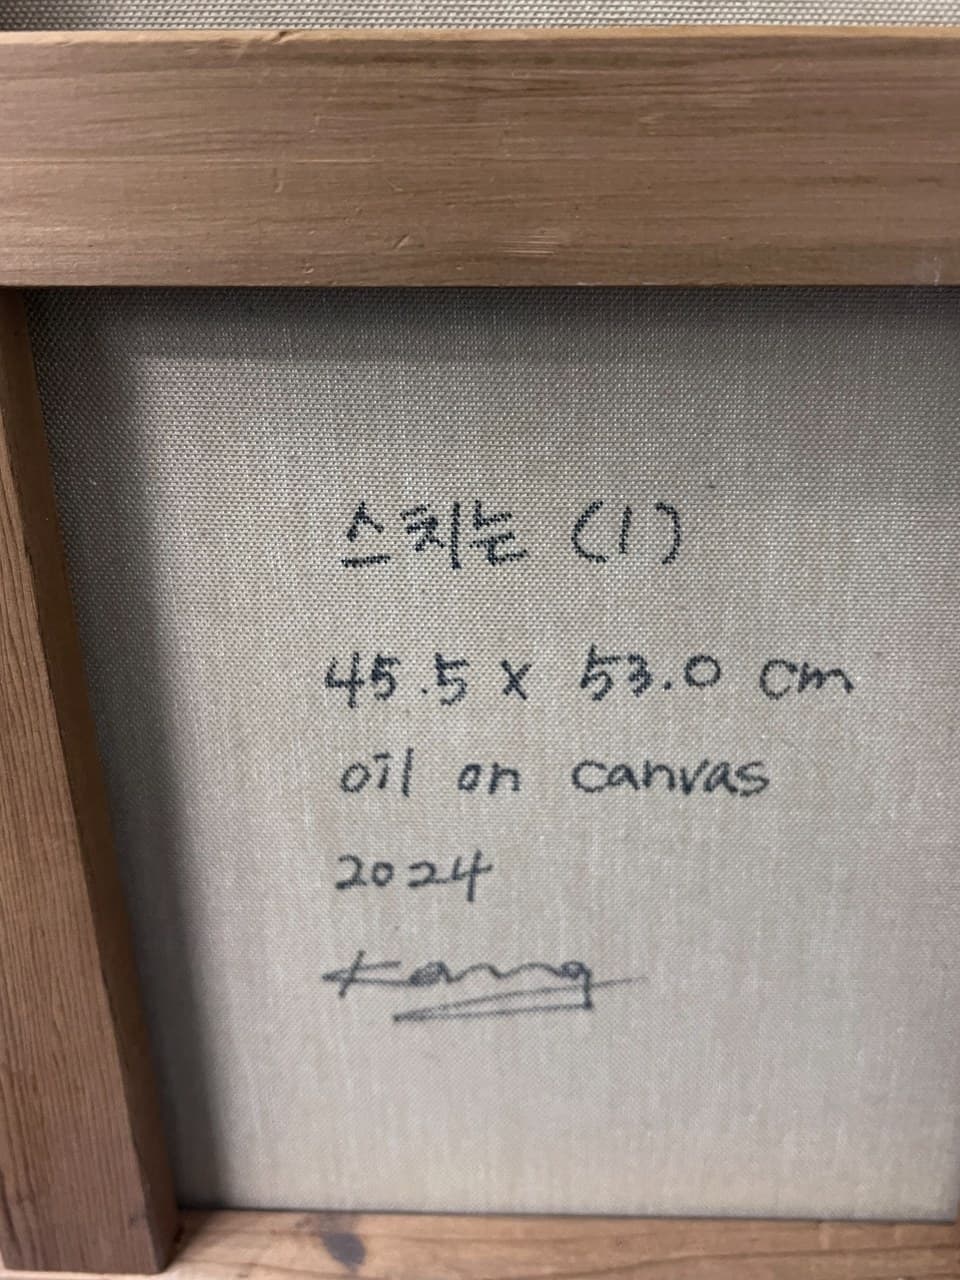 스치는 (1)
45.5 x 53.0 cm
oil on canvas
2024
Kang